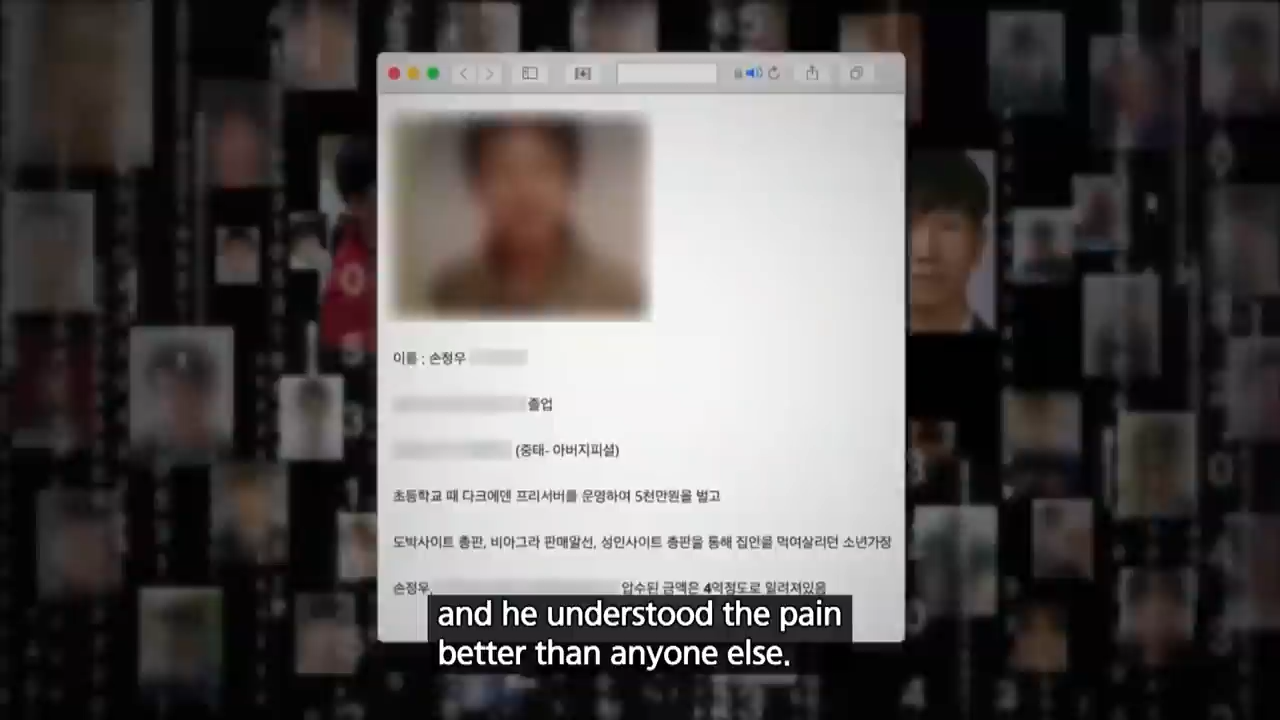 이름 : 손정우
졸업
(중태- 아버지피셜)
초등학교 때 다크에덴 프리서버를 운영하여 5천만원을 벌고
도박사이트 총판, 비아그라 판매알선, 성인사이트 총판을 통해 집안을 먹여살리던 소년가장
손정우, 압수된 금액은 4억정도로 알려져있음
and he understood the pain
better than anyone else.